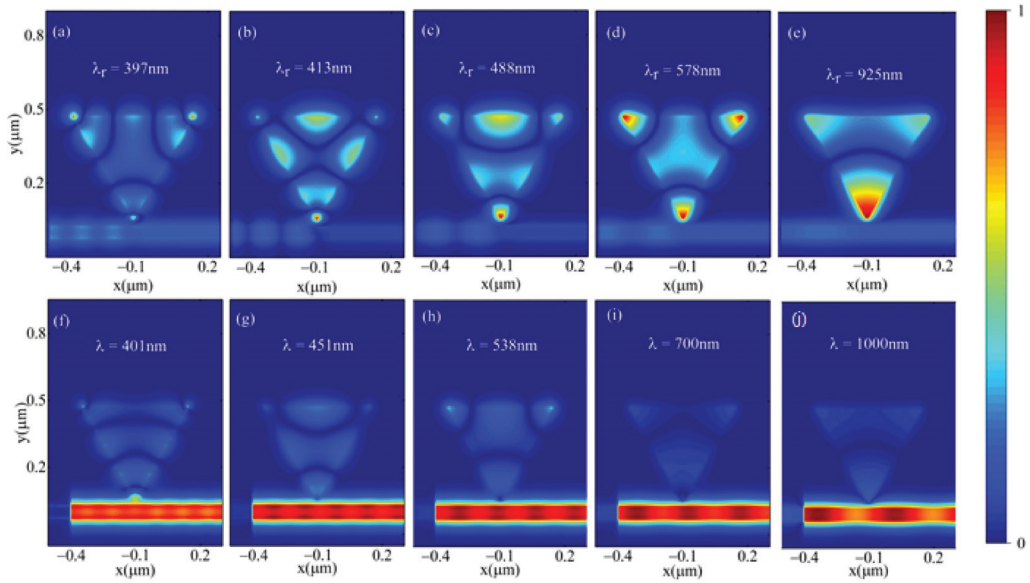 (a) (b) (c) (d) (e) 1
λr = 397nm λr = 413nm λr = 488nm λr = 578nm λr = 925nm
0.8
0.5
y(μm)
0.2
−0.4 −0.1 0.2 −0.4 −0.1 0.2 −0.4 −0.1 0.2 −0.4 −0.1 0.2 −0.4 −0.1 0.2
x(μm) x(μm) x(μm) x(μm) x(μm)
(f) (g) (h) (i) (j)
λ = 401nm λ = 451nm λ = 538nm λ = 700nm λ = 1000nm
0.8
0.5
y(μm)
0.2
−0.4 −0.1 0.2 −0.4 −0.1 0.2 −0.4 −0.1 0.2 −0.4 −0.1 0.2 −0.4 −0.1 0.2 0
x(μm) x(μm) x(μm) x(μm) x(μm)